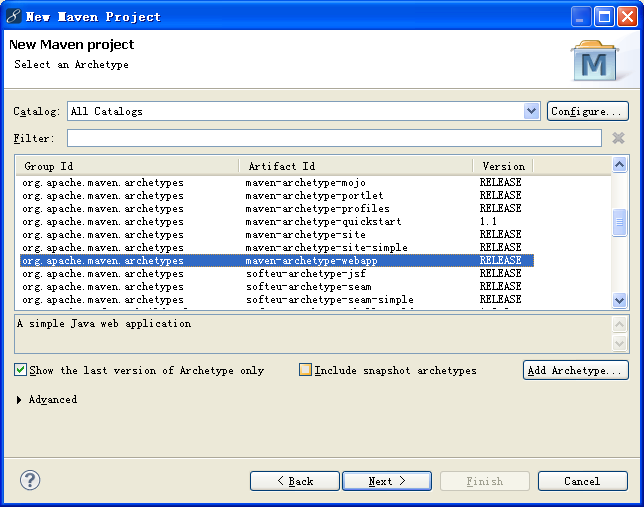 New Maven Project
New Maven project
Select an Archetype
M
Catalog: All Catalogs Configure...
Filter:
Group Id Artifact Id Version
org.apache.maven.archetypes maven-archetype-mojo RELEASE
org.apache.maven.archetypes maven-archetype-portlet RELEASE
org.apache.maven.archetypes maven-archetype-profiles RELEASE
org.apache.maven.archetypes maven-archetype-quickstart 1.1
org.apache.maven.archetypes maven-archetype-site RELEASE
org.apache.maven.archetypes maven-archetype-site-simple RELEASE
org.apache.maven.archetypes maven-archetype-webapp RELEASE
org.apache.maven.archetypes softeu-archetype-jsf RELEASE
org.apache.maven.archetypes softeu-archetype-seam RELEASE
org.apache.maven.archetypes softeu-archetype-seam-simple RELEASE
A simple Java web application
Show the last version of Archetype only Include snapshot archetypes Add Archetype...
Advanced
? < Back Next > Finish Cancel